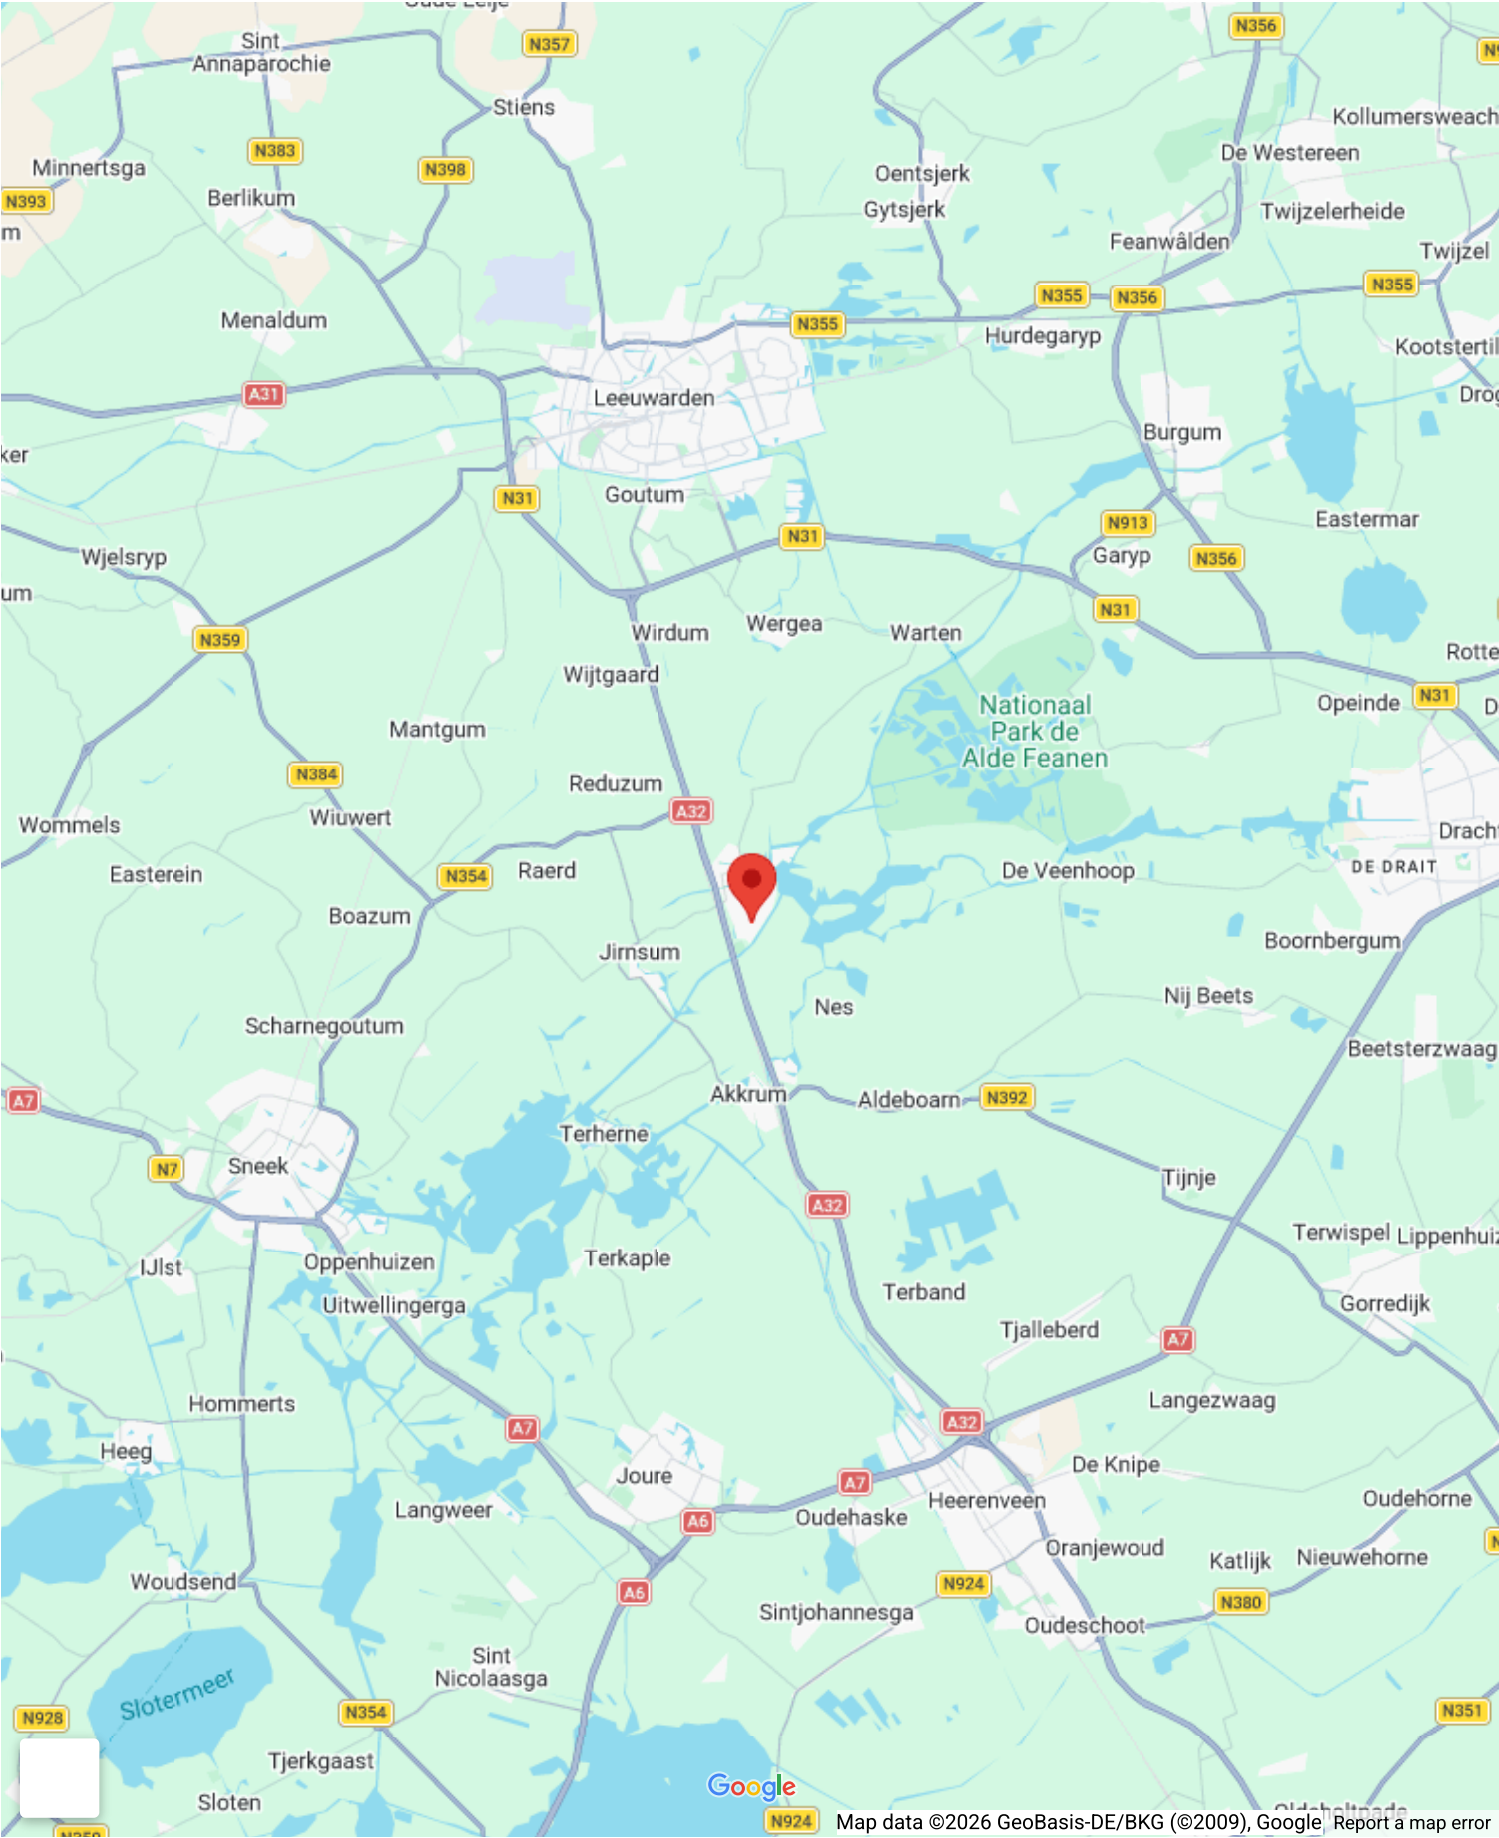 N357
N356
Sint
Annaparochie
Stiens
Kollumersweach
N383
De Westereen
Minnertsga
N398
Oentsjerk
N393
Berlikum
Gytsjerk
Twijzelerheide
m
Feanwâlden
Twijzel
N355
N356
N355
Menaldum
N355
Hurdegaryp
Kootstertil
A31
Leeuwarden
Drog
Burgum
ker
N31
Goutum
N913
Eastermar
N31
Wjelsryp
Garyp
N356
um
N31
N359
Wirdum
Wergea
Warten
Rotte
Wijtgaard
N31
Nationaal
Park de
Alde Feanen
Opeinde
D
Mantgum
N384
Reduzum
Wiuwert
A32
Wommels
Dracht
Easterein
N354
Raerd
De Veenhoop
DE DRAIT
Boazum
Jirnsum
Boornbergum
Nes
Nij Beets
Scharnegoutum
Beetsterzwaag
A7
Akkrum
Aldeboarn
N392
Terherne
N7
Sneek
Tijnje
A32
Terwispel
Lippenhuiz
IJlst
Oppenhuizen
Terkaple
Uitwellingerga
Terband
Gorredijk
Tjalleberd
A7
Hommerts
Langezwaag
A7
A32
Heeg
Joure
A7
De Knipe
Langweer
A6
Oudehaske
Heerenveen
Oudehorne
Oranjewoud
Katlijk
Nieuwehorne
Woudsend
A6
N924
N380
Sintjohannesga
Oudeschoot
Sint
Nicolaasga
Slotermeer
N928
N354
N351
Tjerkgaast
Google
Sloten
N924
Map data ©2026 GeoBasis-DE/BKG (©2009), Google
Report a map error